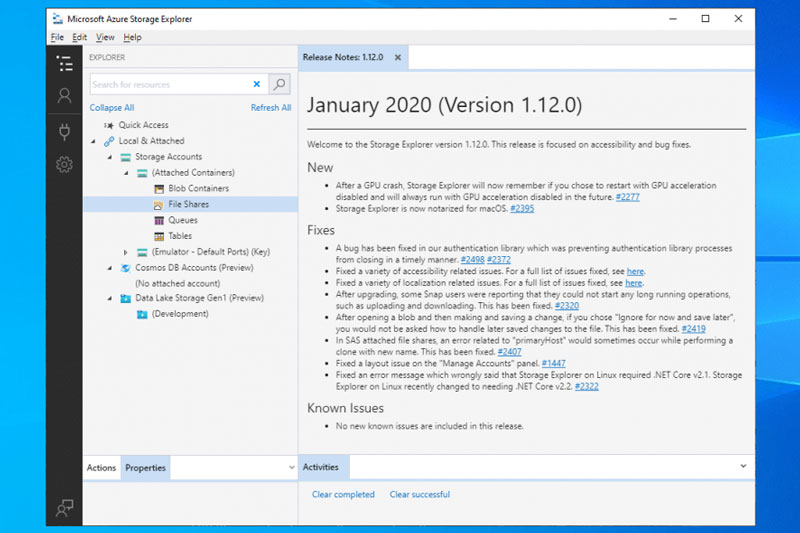 Microsoft Azure Storage Explorer
File Edit View Help
EXPLORER
Search for resources
Collapse All Refresh All
Quick Access
Local & Attached
Storage Accounts
(Attached Containers)
Blob Containers
File Shares
Queues
Tables
(Emulator - Default Ports) (Key)
Cosmos DB Accounts (Preview)
(No attached account)
Data Lake Storage Gen1 (Preview)
(Development)
Actions Properties
Release Notes: 1.12.0
January 2020 (Version 1.12.0)
Welcome to the Storage Explorer version 1.12.0. This release is focused on accessibility and bug fixes.
New
• After a GPU crash, Storage Explorer will now remember if you chose to restart with GPU acceleration
disabled and will always run with GPU acceleration disabled in the future. #2277
• Storage Explorer is now notarized for macOS. #2395
Fixes
• A bug has been fixed in our authentication library which was preventing authentication library processes
from closing in a timely manner. #2498 #2372
• Fixed a variety of accessibility related issues. For a full list of issues fixed, see here.
• Fixed a variety of localization related issues. For a full list of issues fixed, see here.
• After upgrading, some Snap users were reporting that they could not start any long running operations,
such as uploading and downloading. This has been fixed. #2320
• After opening a blob and then making and saving a change, if you chose "Ignore for now and save later",
you would not be asked how to handle later saved changes to the file. This has been fixed. #2419
• In SAS attached file shares, an error related to "primaryHost" would sometimes occur while performing a
clone with new name. This has been fixed. #2407
• Fixed a layout issue on the "Manage Accounts" panel. #1447
• Fixed an error message which wrongly said that Storage Explorer on Linux required .NET Core v2.1. Storage
Explorer on Linux recently changed to needing .NET Core v2.2. #2322
Known Issues
• No new known issues are included in this release.
Activities
Clear completed Clear successful